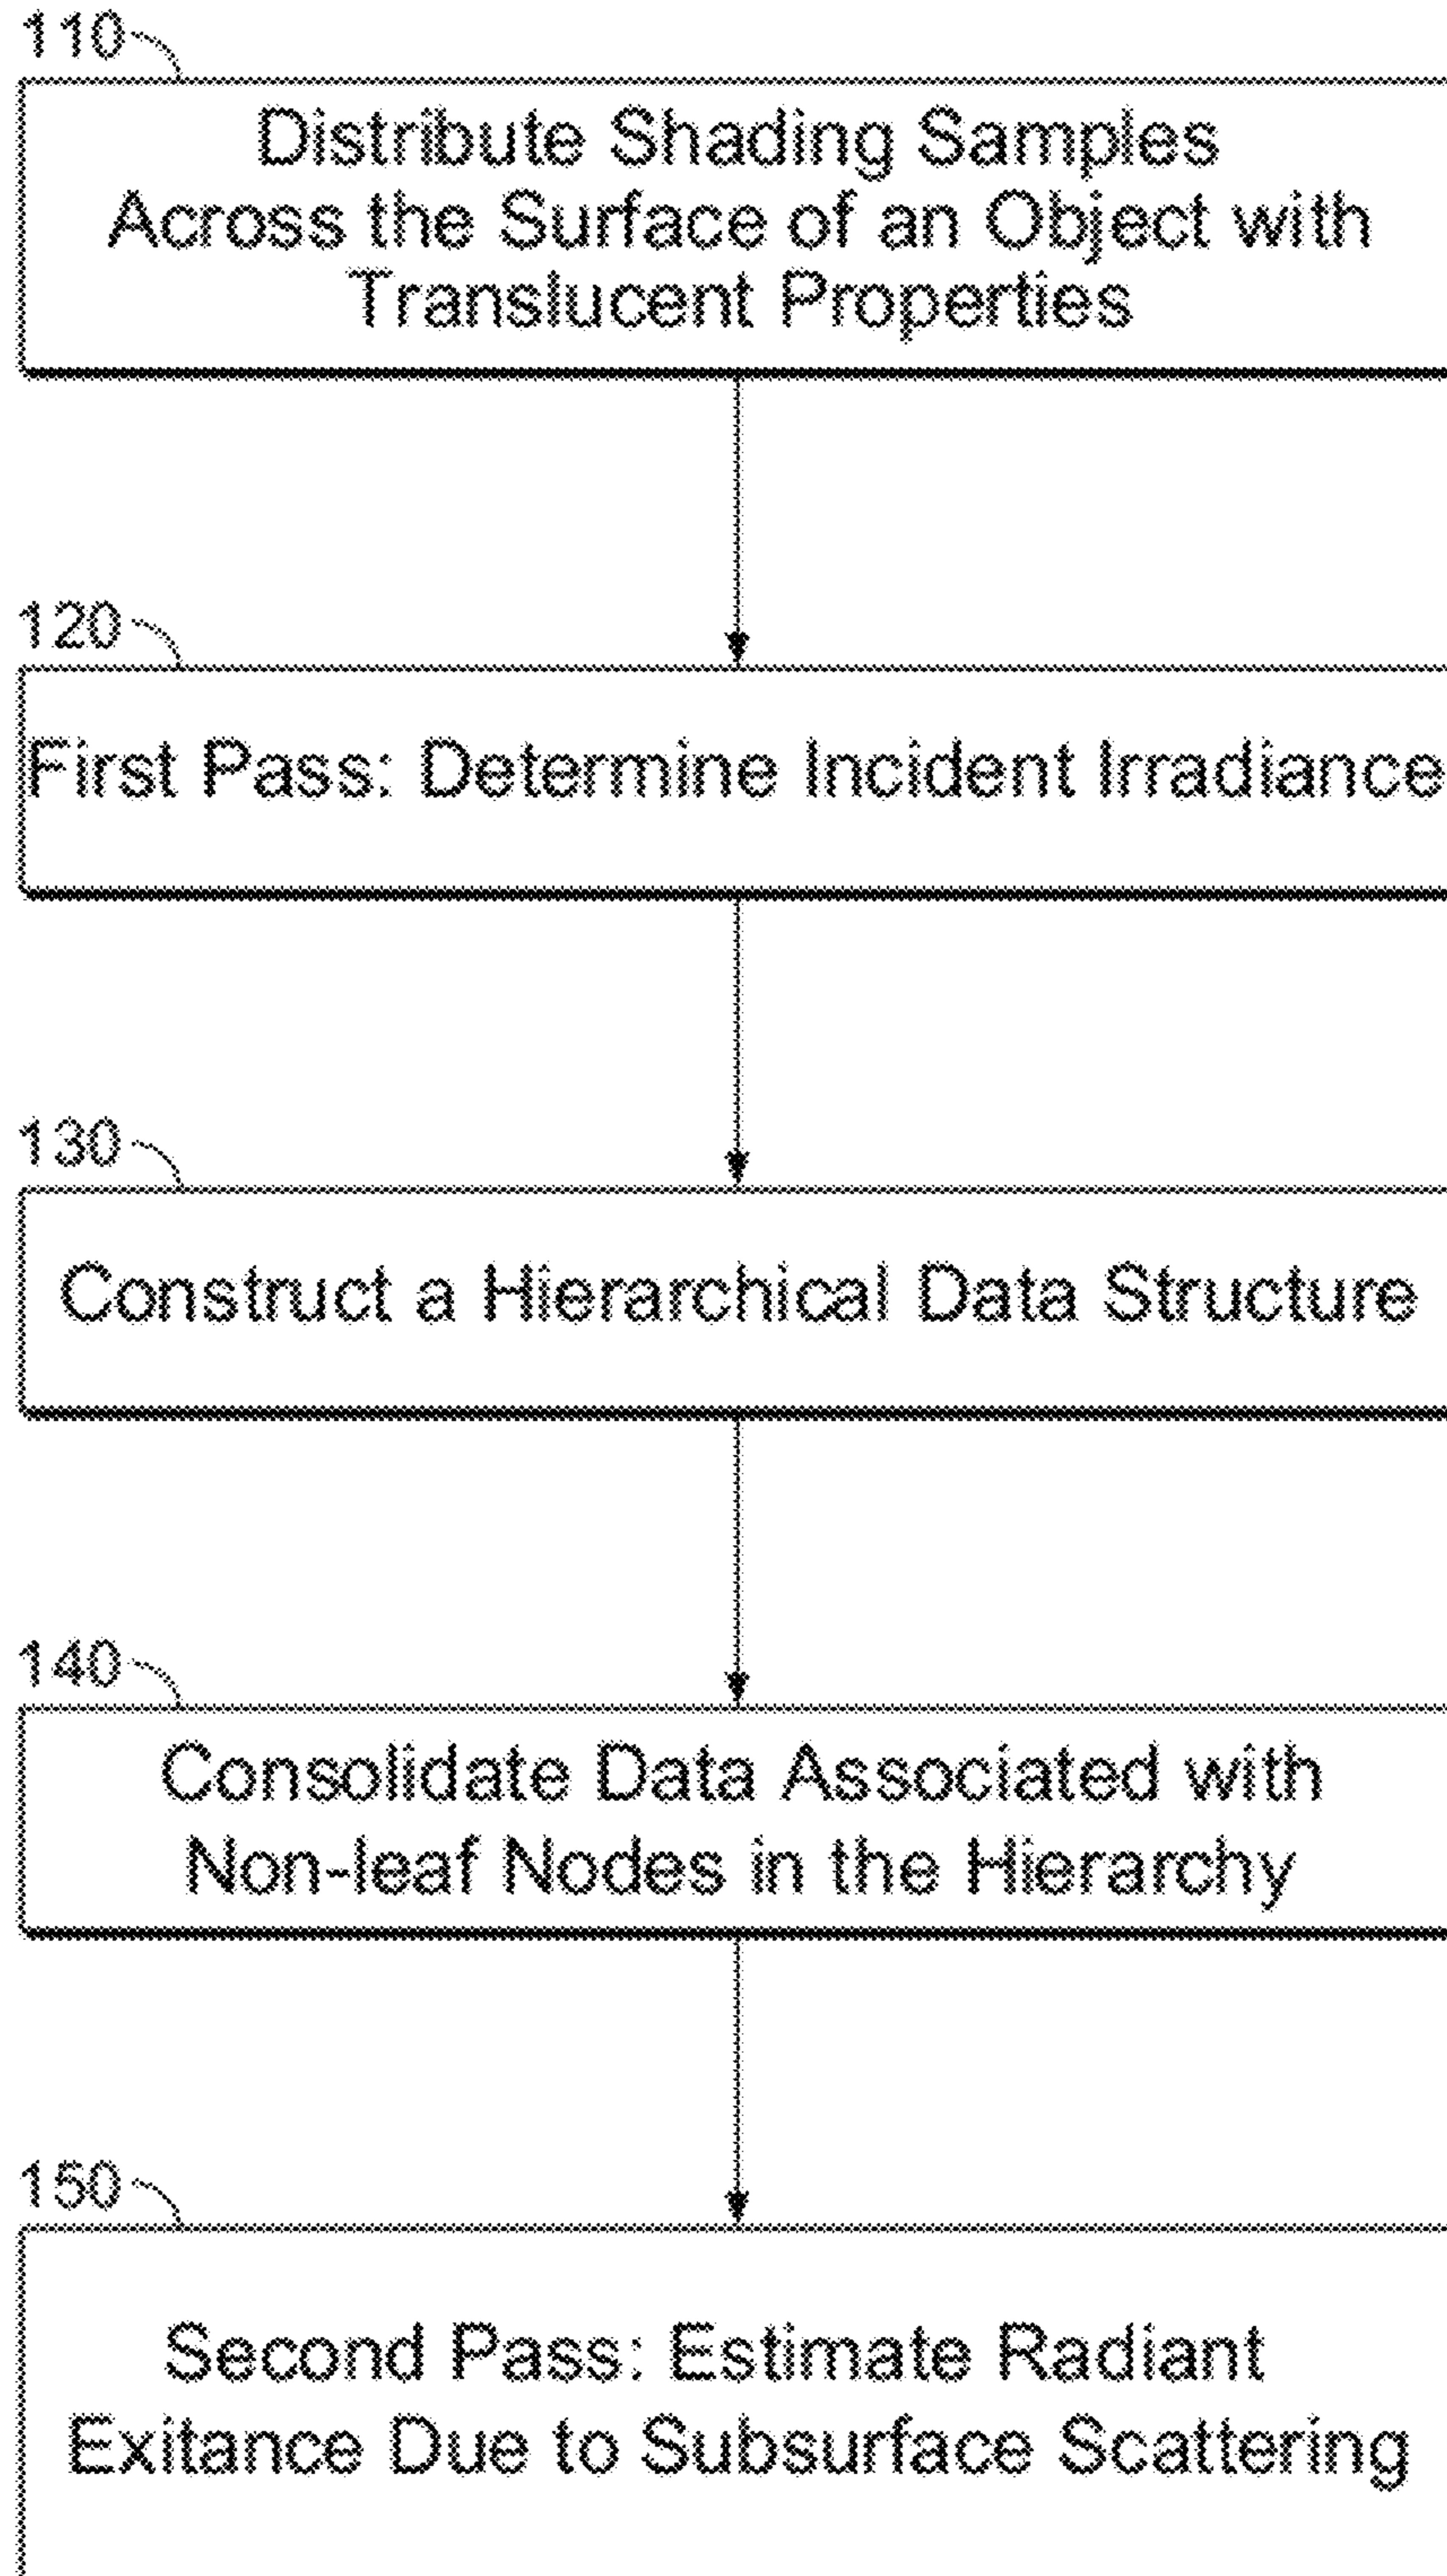 110
Distribute Shading Samples
Across the Surface of an Object with
Translucent Properties
120
First Pass: Determine Incident Irradiance
130
Construct a Hierarchical Data Structure
140
Consolidate Data Associated with
Non-leaf Nodes in the Hierarchy
150
Second Pass: Estimate Radiant
Exitance Due to Subsurface Scattering